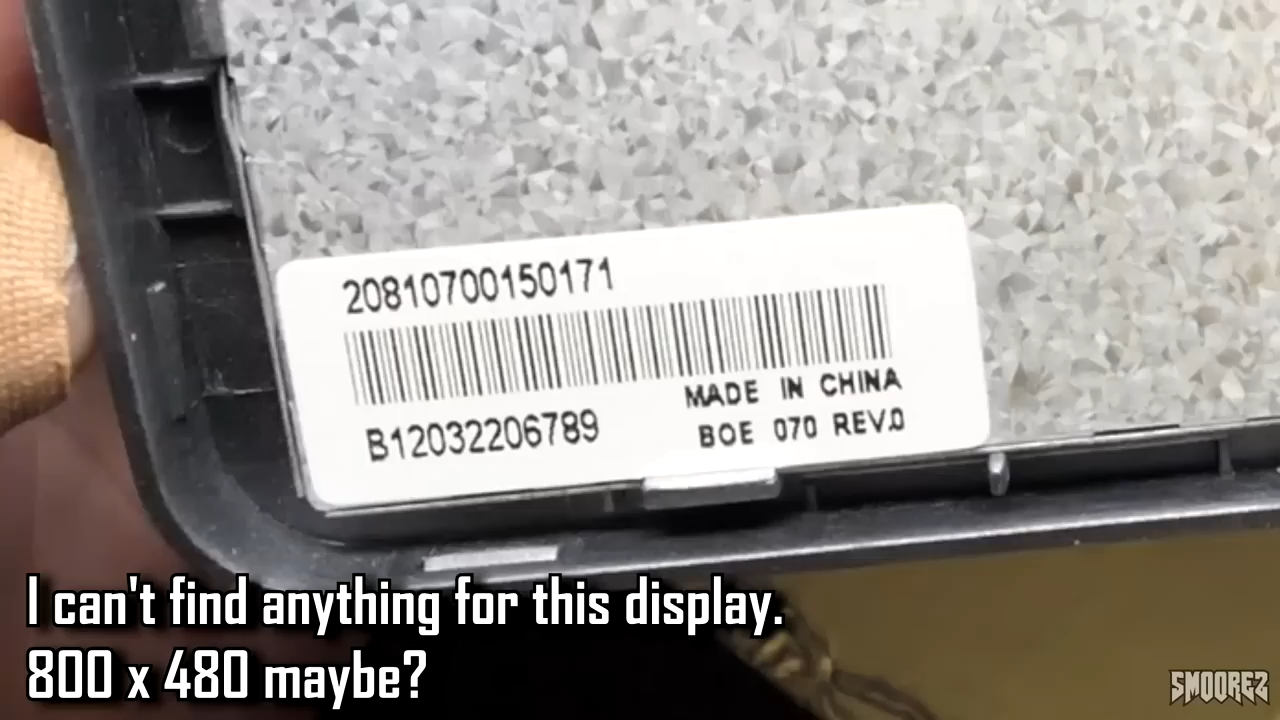 20810700150171
B12032206789
MADE IN CHINA
BOE 070 REV.0
I can't find anything for this display.
800 x 480 maybe?
SMOOREZ